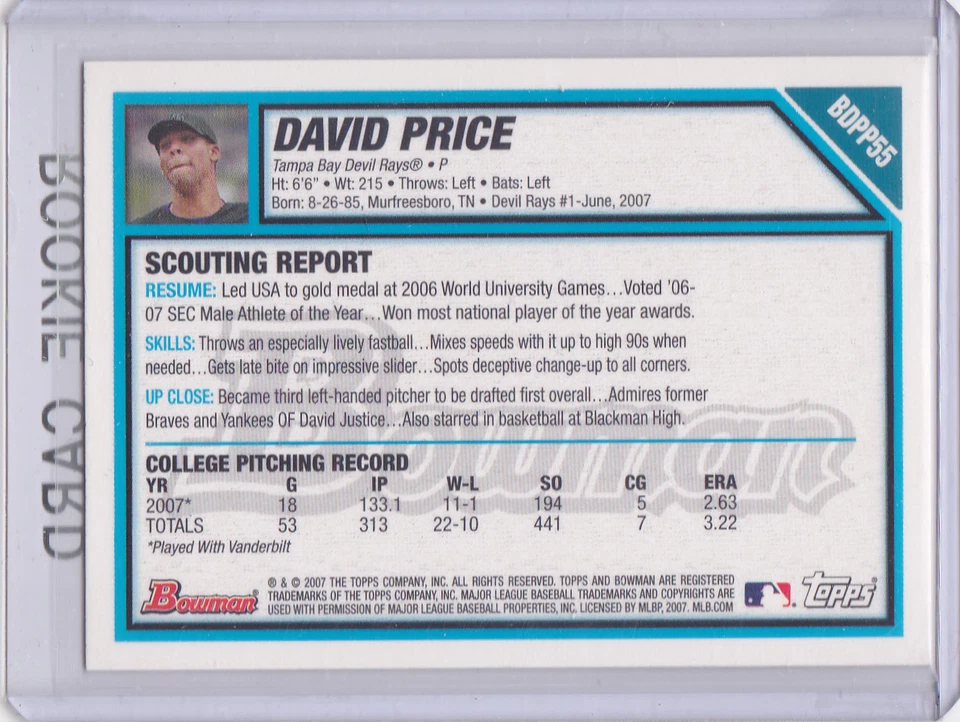 BDPP55
DAVID PRICE
Tampa Bay Devil Rays® • P
Ht: 6'6" • Wt: 215 • Throws: Left • Bats: Left
Born: 8-26-85, Murfreesboro, TN • Devil Rays #1-June, 2007
ROOKIE CARD
SCOUTING REPORT
RESUME: Led USA to gold medal at 2006 World University Games...Voted '06-
07 SEC Male Athlete of the Year...Won most national player of the year awards.
SKILLS: Throws an especially lively fastball...Mixes speeds with it up to high 90s when
needed...Gets late bite on impressive slider...Spots deceptive change-up to all corners.
UP CLOSE: Became third left-handed pitcher to be drafted first overall...Admires former
Braves and Yankees OF David Justice...Also starred in basketball at Blackman High.
Bowman
COLLEGE PITCHING RECORD
YR G IP W-L SO CG ERA
2007* 18 133.1 11-1 194 5 2.63
TOTALS 53 313 22-10 441 7 3.22
*Played With Vanderbilt
Bowman
® & © 2007 THE TOPPS COMPANY, INC. ALL RIGHTS RESERVED. TOPPS AND BOWMAN ARE REGISTERED
TRADEMARKS OF THE TOPPS COMPANY, INC. MAJOR LEAGUE BASEBALL TRADEMARKS AND COPYRIGHTS ARE
USED WITH PERMISSION OF MAJOR LEAGUE BASEBALL PROPERTIES, INC. LICENSED BY MLBP, 2007. MLB.COM
Topps®